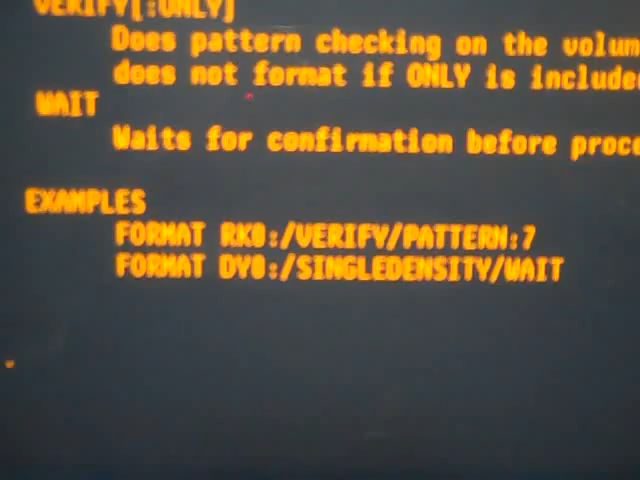 VERIFY[:ONLY]
Does pattern checking on the volum
does not format if ONLY is include
WAIT
Waits for confirmation before proce
EXAMPLES
FORMAT RK0:/VERIFY/PATTERN:7
FORMAT DY0:/SINGLEDENSITY/WAIT